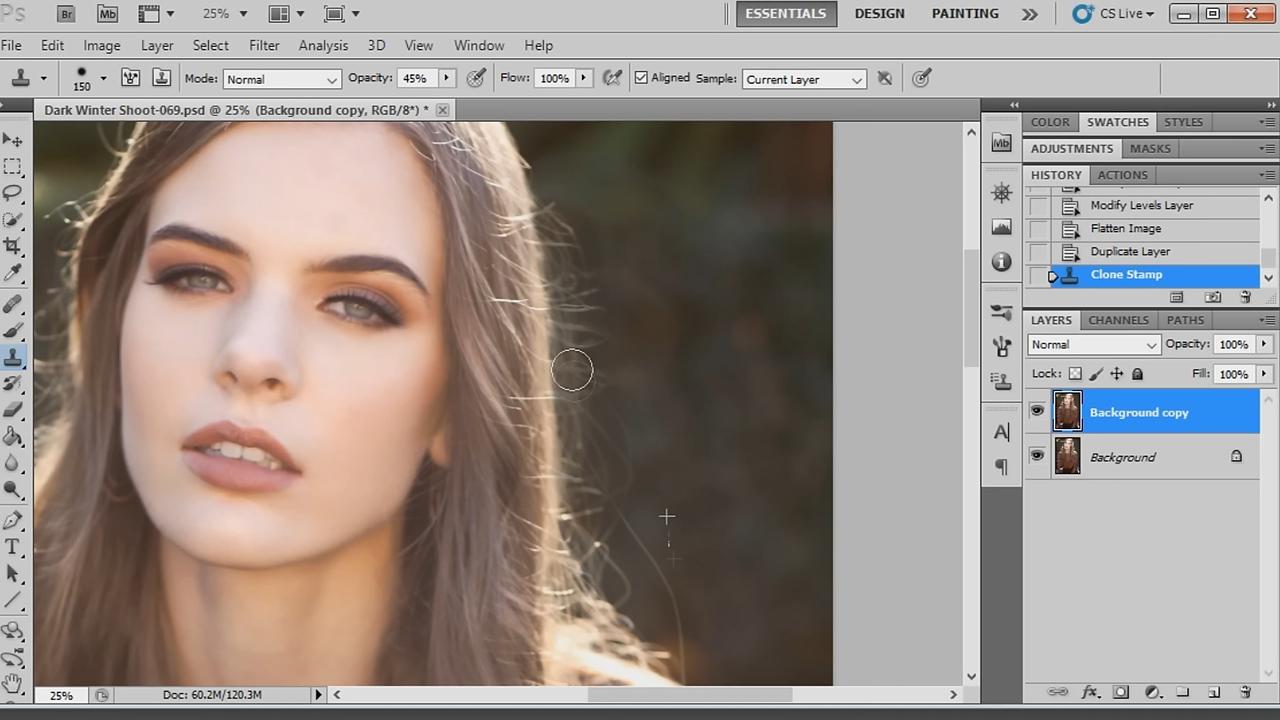 Ps Br Mb 25% ESSENTIALS DESIGN PAINTING CS Live
File Edit Image Layer Select Filter Analysis 3D View Window Help
150 Mode: Normal Opacity: 45% Flow: 100% Aligned Sample: Current Layer
Dark Winter Shoot-069.psd @ 25% (Background copy, RGB/8*) *
COLOR SWATCHES STYLES
Mb
ADJUSTMENTS MASKS
HISTORY ACTIONS
Modify Levels Layer
Flatten Image
Duplicate Layer
Clone Stamp
LAYERS CHANNELS PATHS
Normal Opacity: 100%
Lock: Fill: 100%
Background copy
Background
25% Doc: 60.2M/120.3M